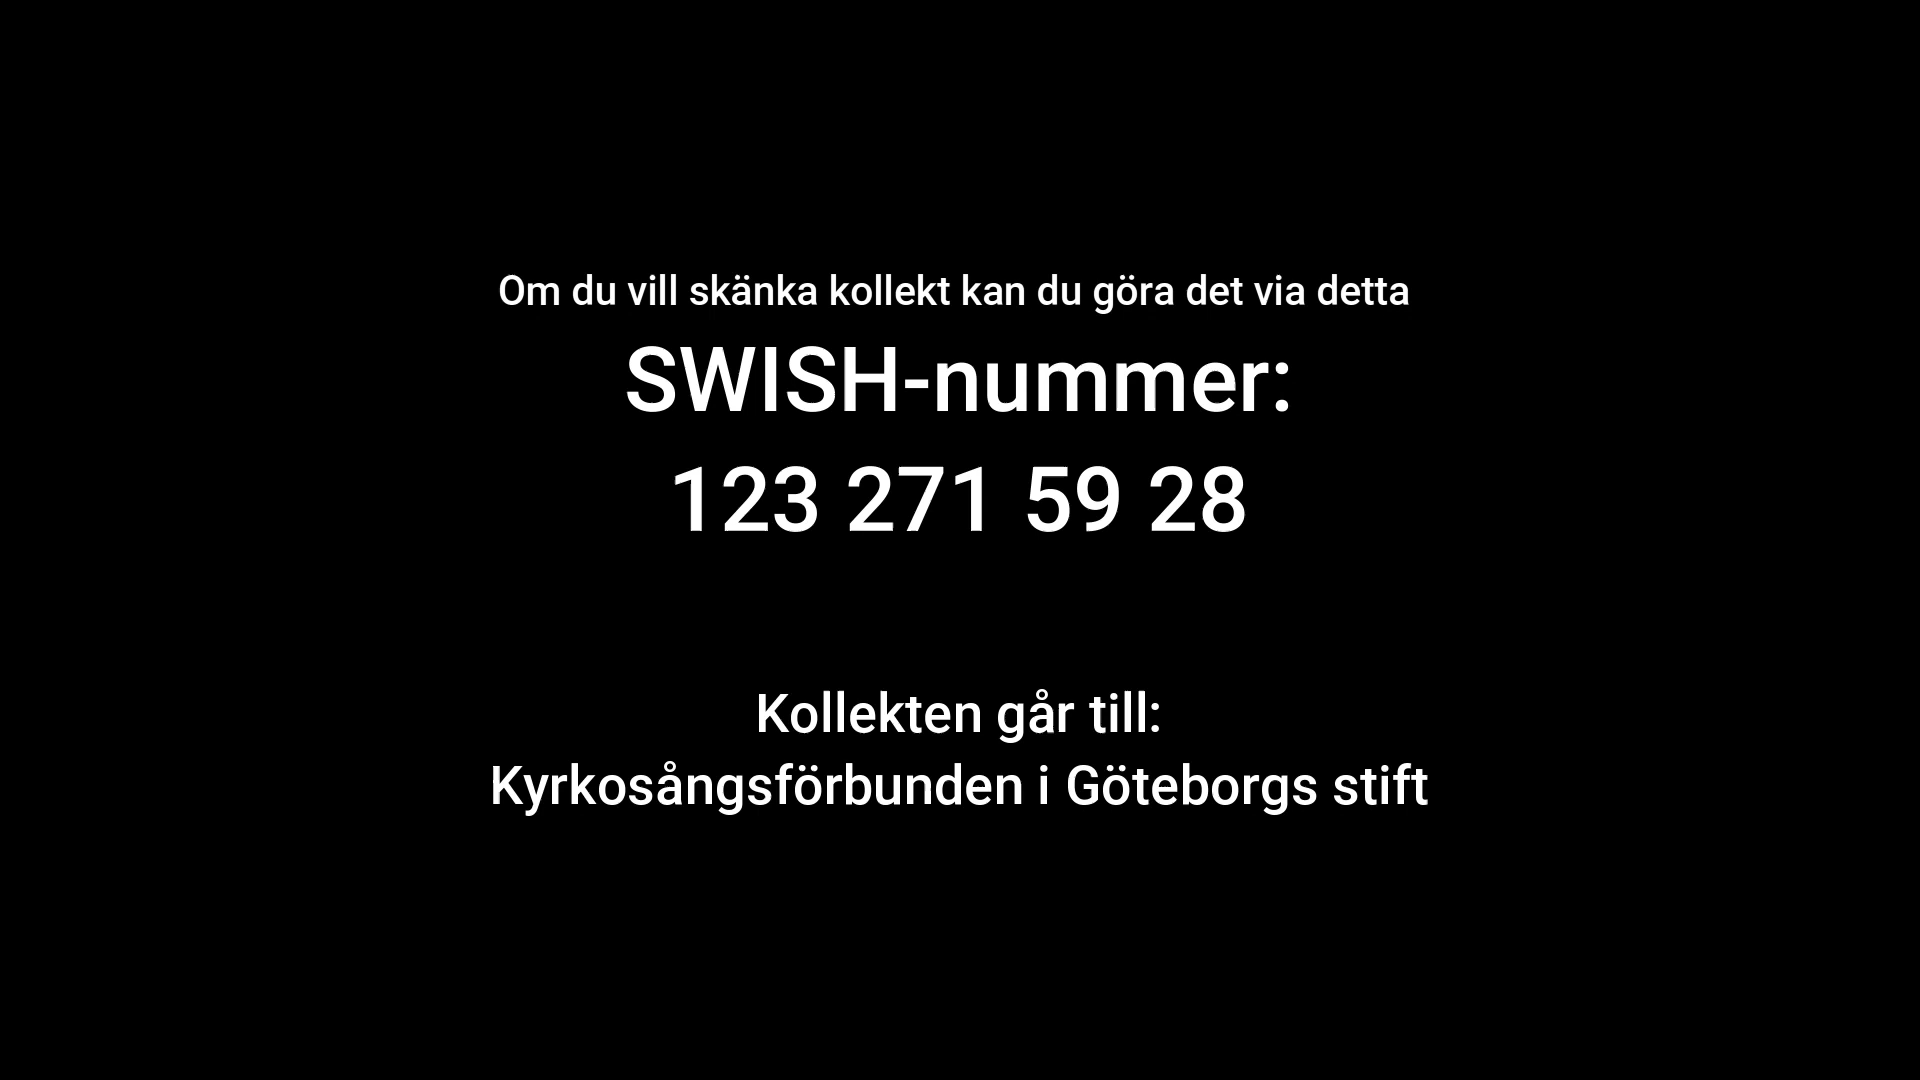 Om du vill skänka kollekt kan du göra det via detta
SWISH-nummer:
123 271 59 28
Kollekten går till:
Kyrkosångsförbunden i Göteborgs stift